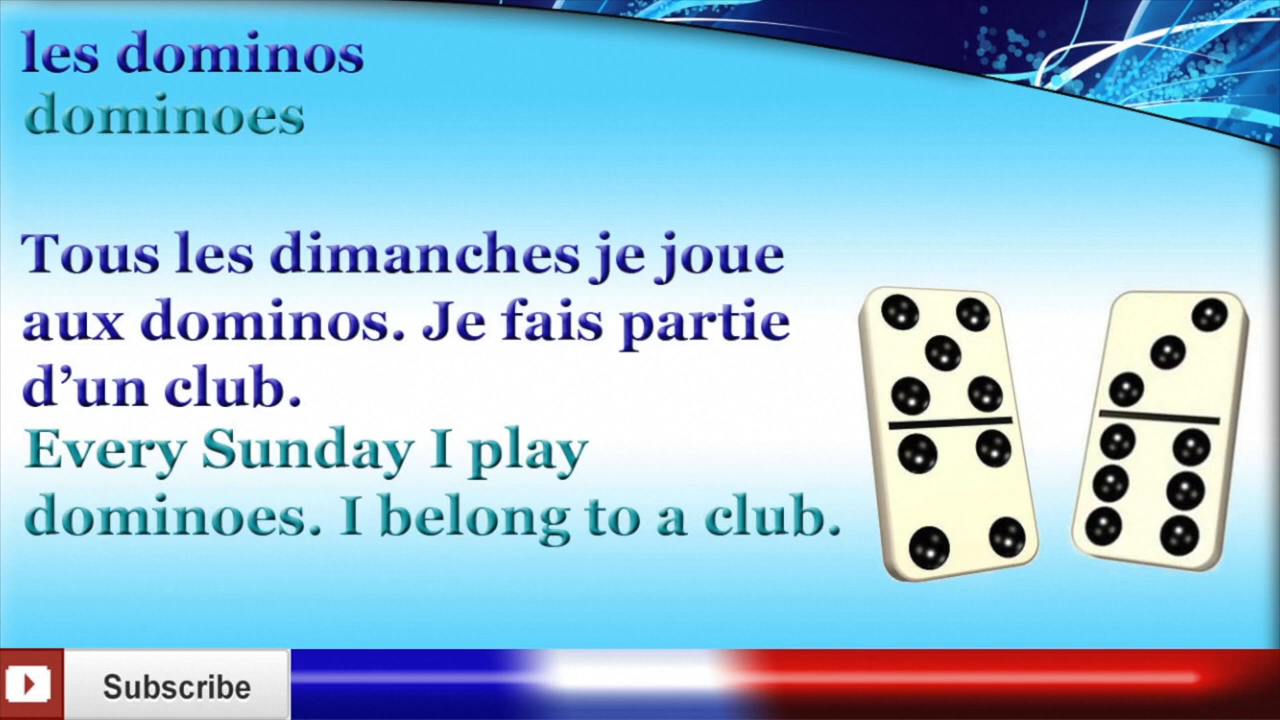 les dominos
dominoes
Tous les dimanches je joue
aux dominos. Je fais partie
d’un club.
Every Sunday I play
dominoes. I belong to a club.
Subscribe